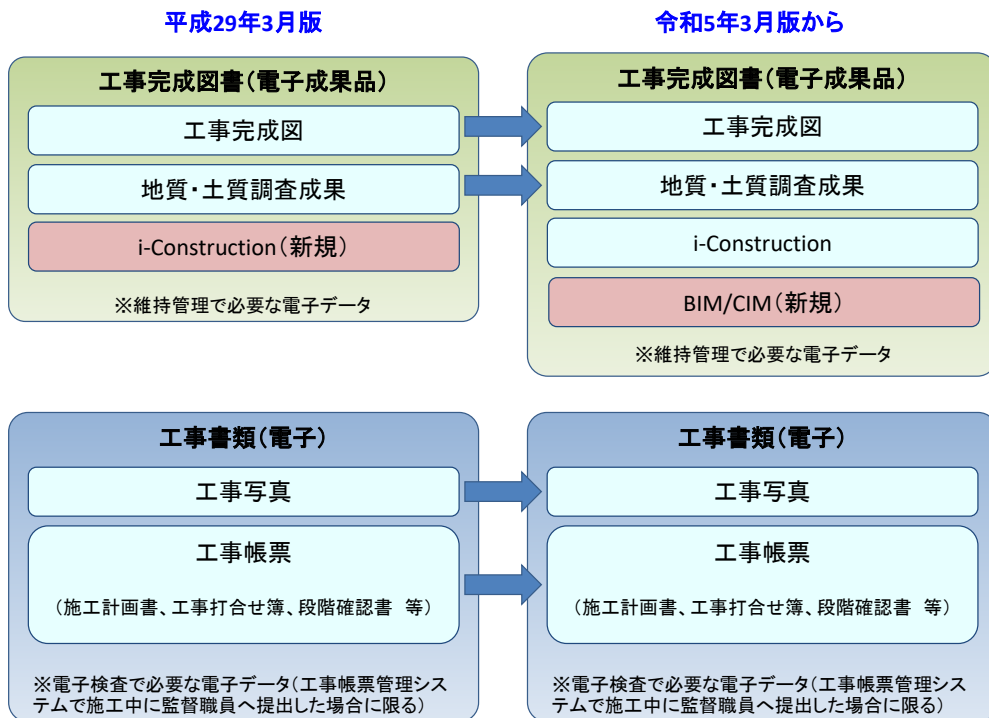 平成29年3月版
工事完成図書(電子成果品)
工事完成図
地質・土質調査成果
i-Construction(新規)
※維持管理で必要な電子データ
工事書類(電子)
工事写真
工事帳票
(施工計画書、工事打合せ簿、段階確認書 等)
※電子検査で必要な電子データ(工事帳票管理シス
テムで施工中に監督職員へ提出した場合に限る)
令和5年3月版から
工事完成図書(電子成果品)
工事完成図
地質・土質調査成果
i-Construction
BIM/CIM(新規)
※維持管理で必要な電子データ
工事書類(電子)
工事写真
工事帳票
(施工計画書、工事打合せ簿、段階確認書 等)
※電子検査で必要な電子データ(工事帳票管理シス
テムで施工中に監督職員へ提出した場合に限る)